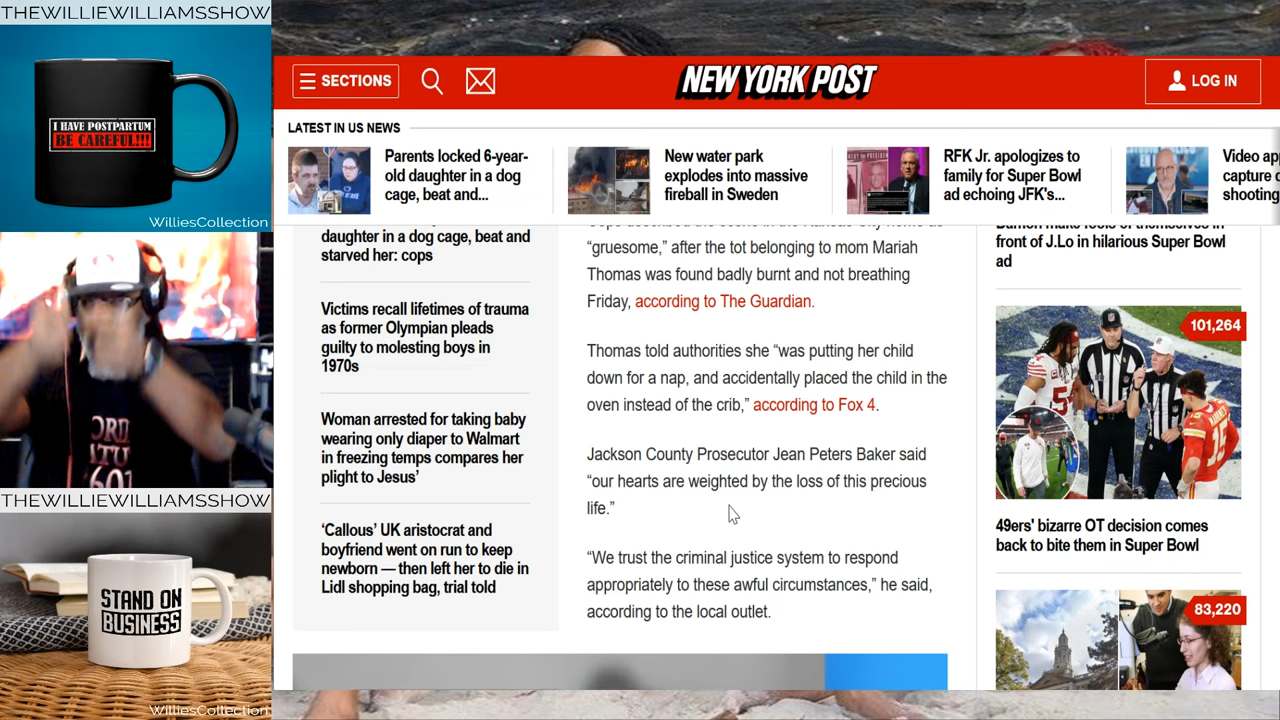 THEWILLIEWILLIAMSSHOW
I HAVE POSTPARTUM
BE CAREFUL!!!
WilliesCollection
THEWILLIEWILLIAMSSHOW
STAND ON
BUSINESS
WilliesCollection
SECTIONS
NEW YORK POST
LOG IN
LATEST IN US NEWS
Parents locked 6-year-
old daughter in a dog
cage, beat and...
New water park
explodes into massive
fireball in Sweden
RFK Jr. apologizes to
family for Super Bowl
ad echoing JFK's...
Video
capture
shooting
daughter in a dog cage, beat and
starved her: cops
Victims recall lifetimes of trauma
as former Olympian pleads
guilty to molesting boys in
1970s
Woman arrested for taking baby
wearing only diaper to Walmart
in freezing temps compares her
plight to Jesus’
‘Callous’ UK aristocrat and
boyfriend went on run to keep
newborn — then left her to die in
Lidl shopping bag, trial told
“gruesome,” after the tot belonging to mom Mariah
Thomas was found badly burnt and not breathing
Friday, according to The Guardian.
Thomas told authorities she “was putting her child
down for a nap, and accidentally placed the child in the
oven instead of the crib,” according to Fox 4.
Jackson County Prosecutor Jean Peters Baker said
“our hearts are weighted by the loss of this precious
life.”
“We trust the criminal justice system to respond
appropriately to these awful circumstances,” he said,
according to the local outlet.
front of J.Lo in hilarious Super Bowl
ad
101,264
49ers' bizarre OT decision comes
back to bite them in Super Bowl
83,220